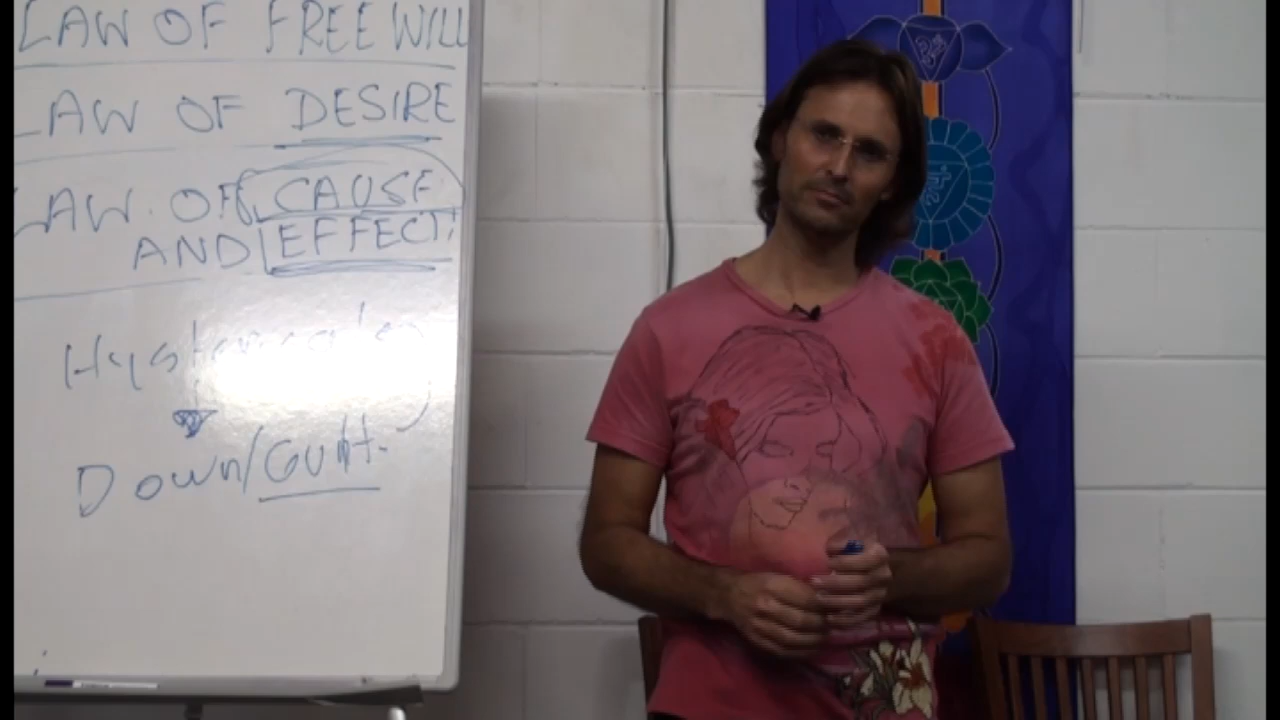 LAW OF FREE WILL
LAW OF DESIRE
LAW OF CAUSE
AND EFFECT
Down/Guilt.